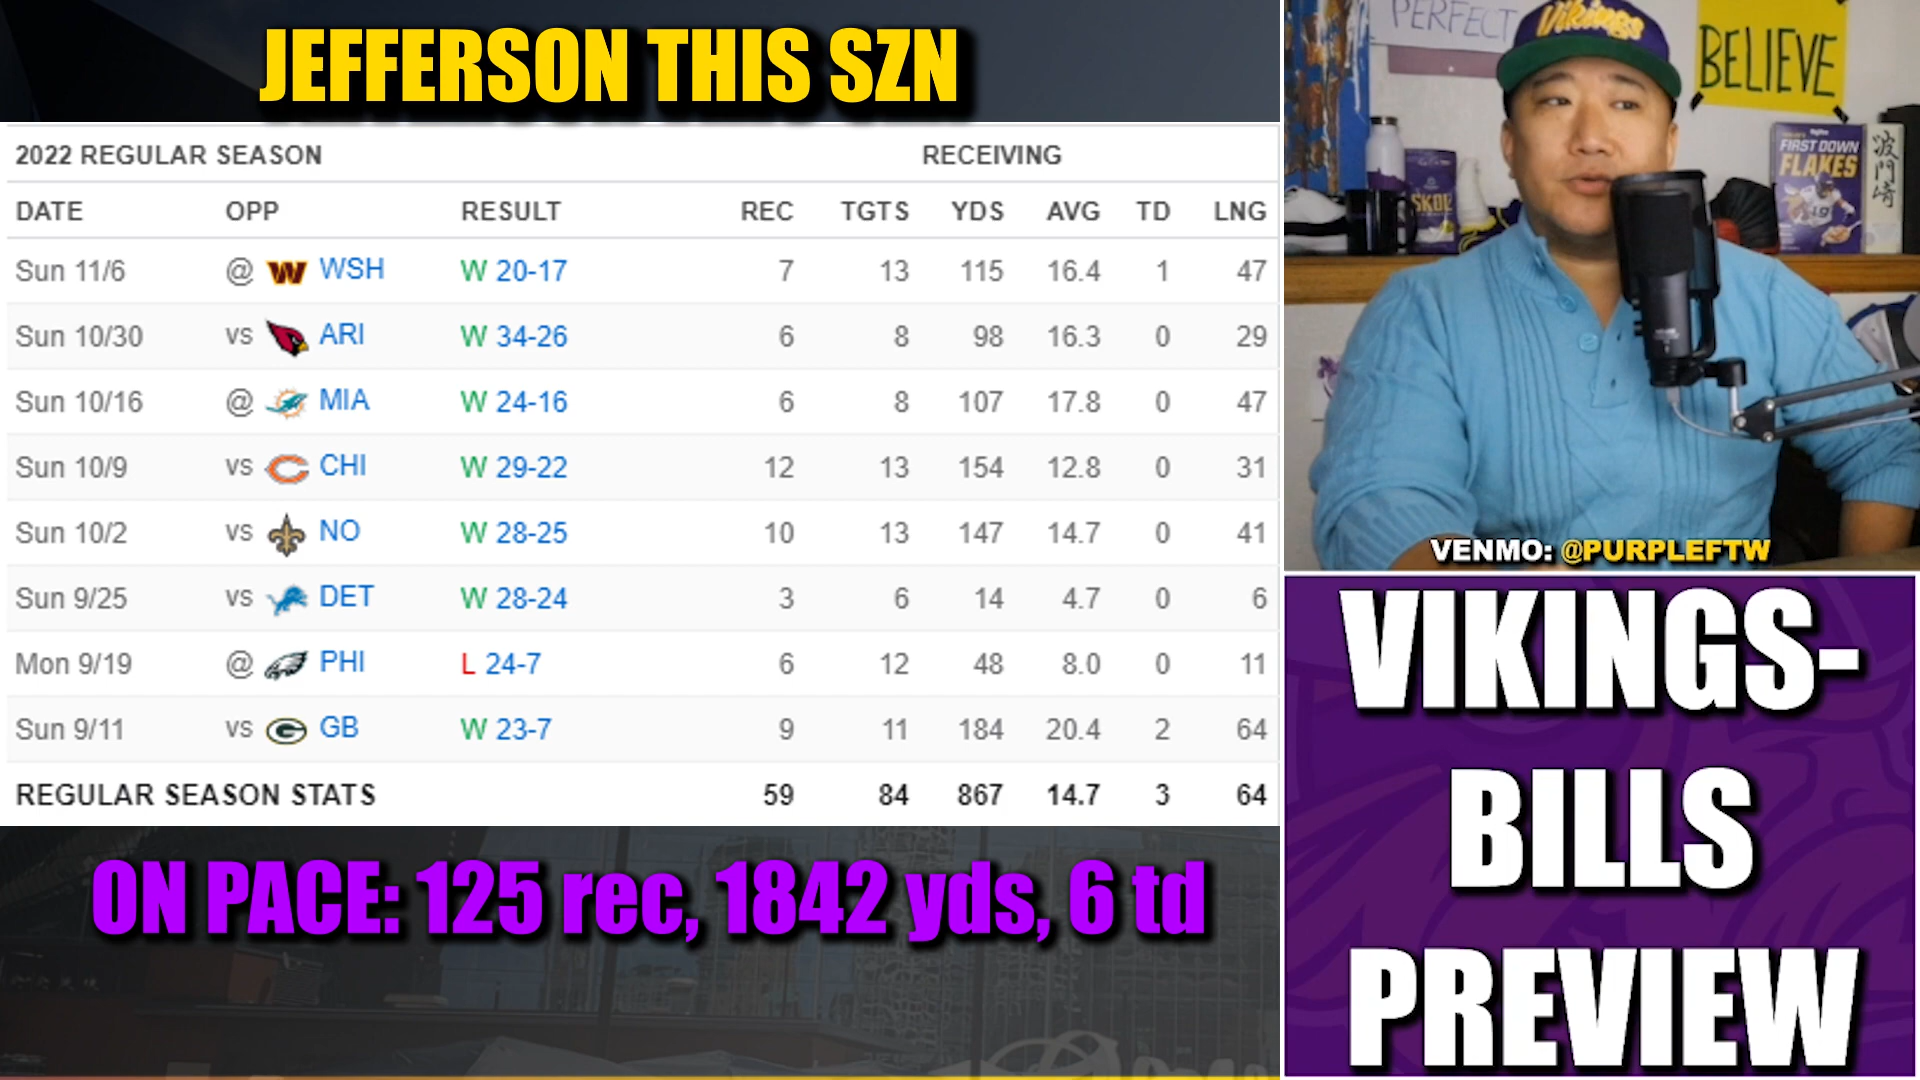 JEFFERSON THIS SZN
2022 REGULAR SEASON RECEIVING
DATE OPP RESULT REC TGTS YDS AVG TD LNG
Sun 11/6 @ WSH W 20-17 7 13 115 16.4 1 47
Sun 10/30 vs ARI W 34-26 6 8 98 16.3 0 29
Sun 10/16 @ MIA W 24-16 6 8 107 17.8 0 47
Sun 10/9 vs CHI W 29-22 12 13 154 12.8 0 31
Sun 10/2 vs NO W 28-25 10 13 147 14.7 0 41
Sun 9/25 vs DET W 28-24 3 6 14 4.7 0 6
Mon 9/19 @ PHI L 24-7 6 12 48 8.0 0 11
Sun 9/11 vs GB W 23-7 9 11 184 20.4 2 64
REGULAR SEASON STATS 59 84 867 14.7 3 64
ON PACE: 125 rec, 1842 yds, 6 td
PERFECT
Vikings
BELIEVE
FIRST DOWN
FLAKES
19
SKOL
波
門
崎
VENMO: @PURPLEFTW
VIKINGS-
BILLS
PREVIEW